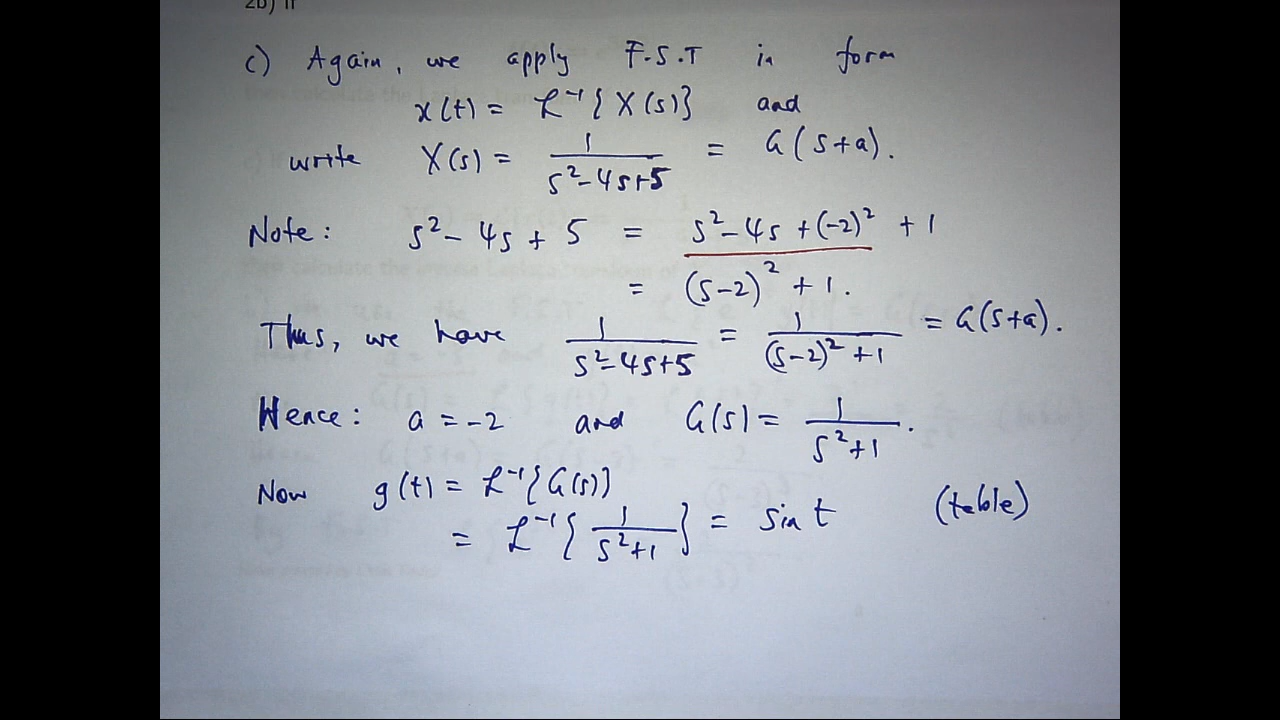 2b) If
c) Again, we apply F.S.T in form
x(t) = ℒ⁻¹{X(s)} and
write X(s) = 1/(s²-4s+5) = G(s+a).
Note: s²-4s+5 = s²-4s+(-2)²+1
= (s-2)²+1.
Thus, we have 1/(s²-4s+5) = 1/((s-2)²+1) = G(s+a).
Hence: a = -2 and G(s) = 1/(s²+1).
Now g(t) = ℒ⁻¹{G(s)}
= ℒ⁻¹{1/(s²+1)} = sin t (table)